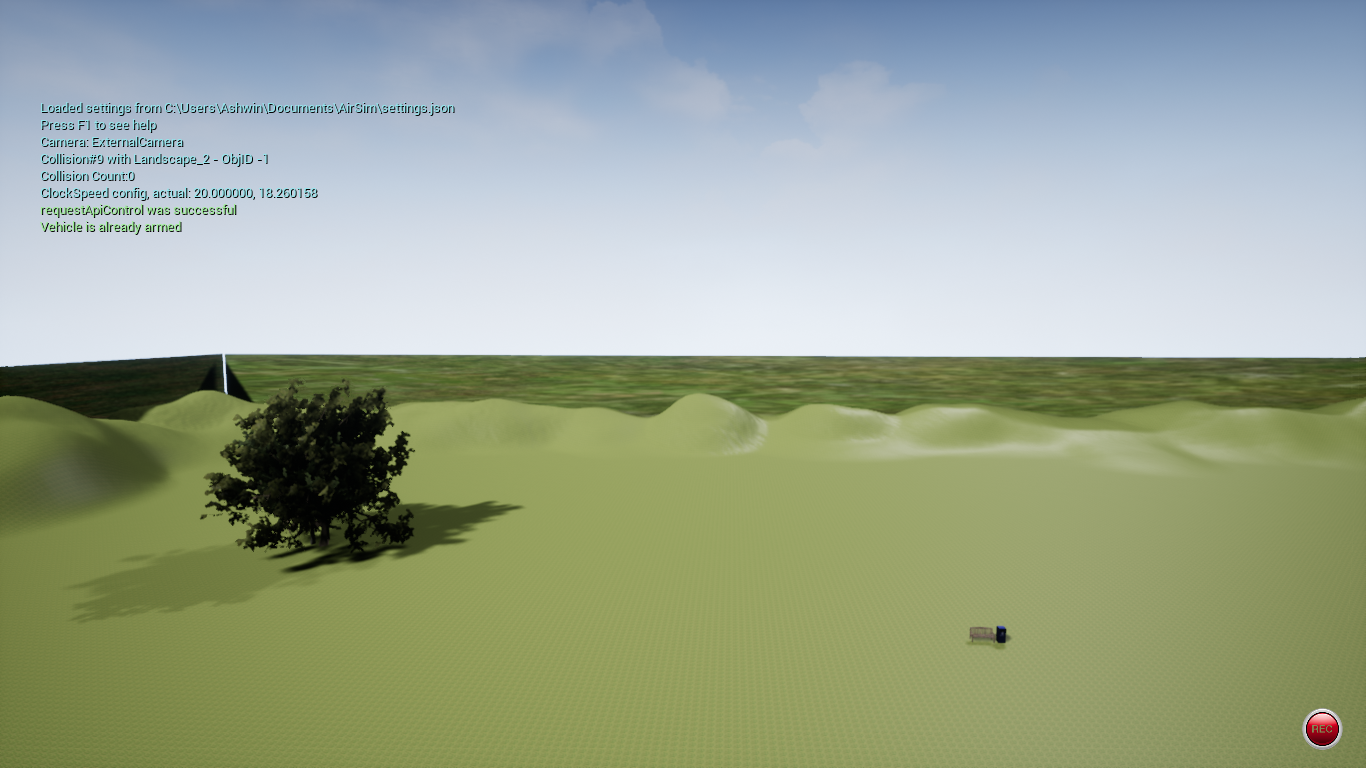 Loaded settings from C:\Users\Ashwin\Documents\AirSim\settings.json
Press F1 to see help
Camera: ExternalCamera
Collision#9 with Landscape_2 - ObjID -1
Collision Count:0
ClockSpeed config, actual: 20.000000, 18.260158
requestApiControl was successful
Vehicle is already armed
REC